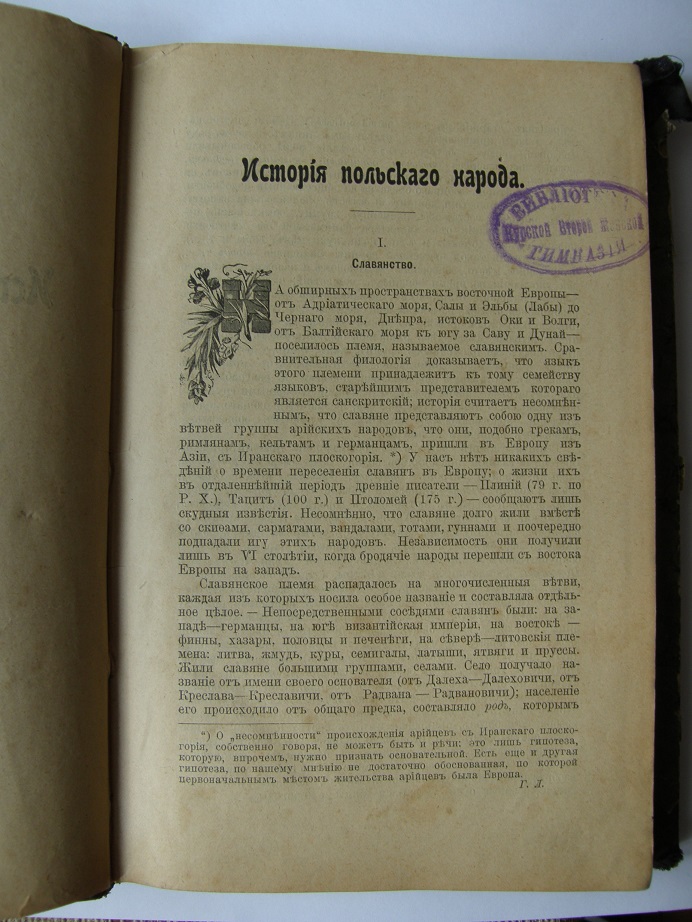 Исторія польскаго народа.
БИБЛІОТЕ
Курской Второй Женской
ГИМНАЗІЯ
I.
Славянство.
НА обширныхъ пространствахъ восточной Европы—
отъ Адріатическаго моря, Салы и Эльбы (Лабы) до
Чернаго моря, Днѣпра, истоковъ Оки и Волги,
отъ Балтійскаго моря къ югу за Саву и Дунай—
поселилось племя, называемое славянскимъ. Сра-
внительная филологія доказываетъ, что языкъ
этого племени принадлежитъ къ тому семейству
языковъ, старѣйшимъ представителемъ котораго
является санскритскій; исторія считаетъ несомнѣн-
нымъ, что славяне представляютъ собою одну изъ
вѣтвей группы арійскихъ народовъ, что они, подобно грекамъ,
римлянамъ, кельтамъ и германцамъ, пришли въ Европу изъ
Азіи, съ Иранскаго плоскогорія. *) У насъ нѣтъ никакихъ свѣ-
дѣній о времени переселенія славянъ въ Европу; о жизни ихъ
въ отдаленнѣйшій періодъ древніе писатели — Плиній (79 г. по
Р. Х.), Тацитъ (100 г.) и Птоломей (175 г.) — сообщаютъ лишь
скудныя извѣстія. Несомнѣнно, что славяне долго жили вмѣстѣ
со скиѳами, сарматами, вандалами, готами, гуннами и поочередно
подпадали игу этихъ народовъ. Независимость они получили
лишь въ VI столѣтіи, когда бродячіе народы перешли съ востока
Европы на западъ.
Славянское племя распадалось на многочисленныя вѣтви,
каждая изъ которыхъ носила особое названіе и составляла отдѣль-
ное цѣлое. — Непосредственными сосѣдями славянъ были: на за-
падѣ—германцы, на югѣ византійская имперія, на востокѣ —
финны, хазары, половцы и печенѣги, на сѣверѣ—литовскія пле-
мена: литва, жмудь, куры, семигалы, латыши, ятвяги и пруссы.
Жили славяне большими группами, селами. Село получало на-
званіе отъ имени своего основателя (отъ Далеха—Далеховичи, отъ
Креслава—Креславичи, отъ Радвана — Радвановичи); населеніе
его происходило отъ общаго предка, составляло родъ, которымъ
*) О „несомнѣнности“ происхожденія арійцевъ съ Иранскаго плоско-
горія, собственно говоря, не можетъ быть и рѣчи: это лишь гипотеза,
которую, впрочемъ, нужно признать основательной. Есть еще и другая
гипотеза, по нашему мнѣнію не достаточно обоснованная, по которой
первоначальнымъ мѣстомъ жительства арійцевъ была Европа.
Г. Л.